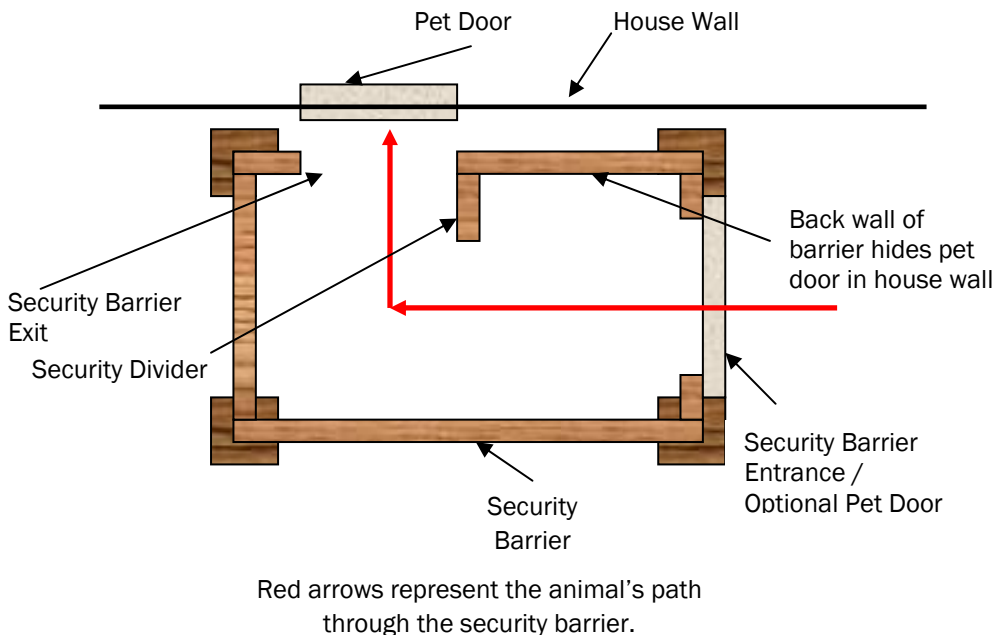 Pet Door
House Wall
Back wall of
barrier hides pet
door in house wall
Security Barrier
Exit
Security Divider
Security Barrier
Entrance /
Optional Pet Door
Security
Barrier
Red arrows represent the animal's path
through the security barrier.